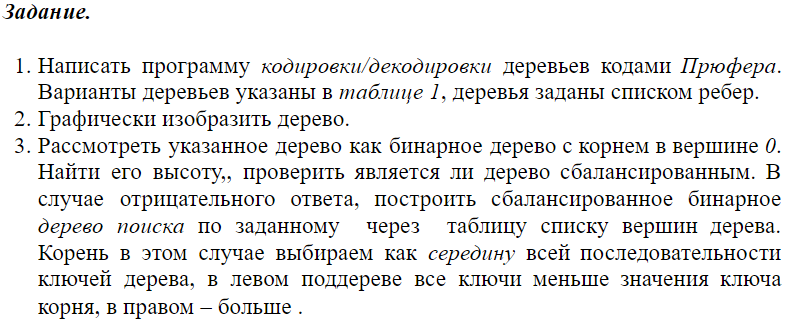 Задание.
1. Написать программу кодировки/декодировки деревьев кодами Прюфера.
Варианты деревьев указаны в таблице 1, деревья заданы списком ребер.
2. Графически изобразить дерево.
3. Рассмотреть указанное дерево как бинарное дерево с корнем в вершине 0.
Найти его высоту,, проверить является ли дерево сбалансированным. В
случае отрицательного ответа, построить сбалансированное бинарное
дерево поиска по заданному через таблицу списку вершин дерева.
Корень в этом случае выбираем как середину всей последовательности
ключей дерева, в левом поддереве все ключи меньше значения ключа
корня, в правом – больше .